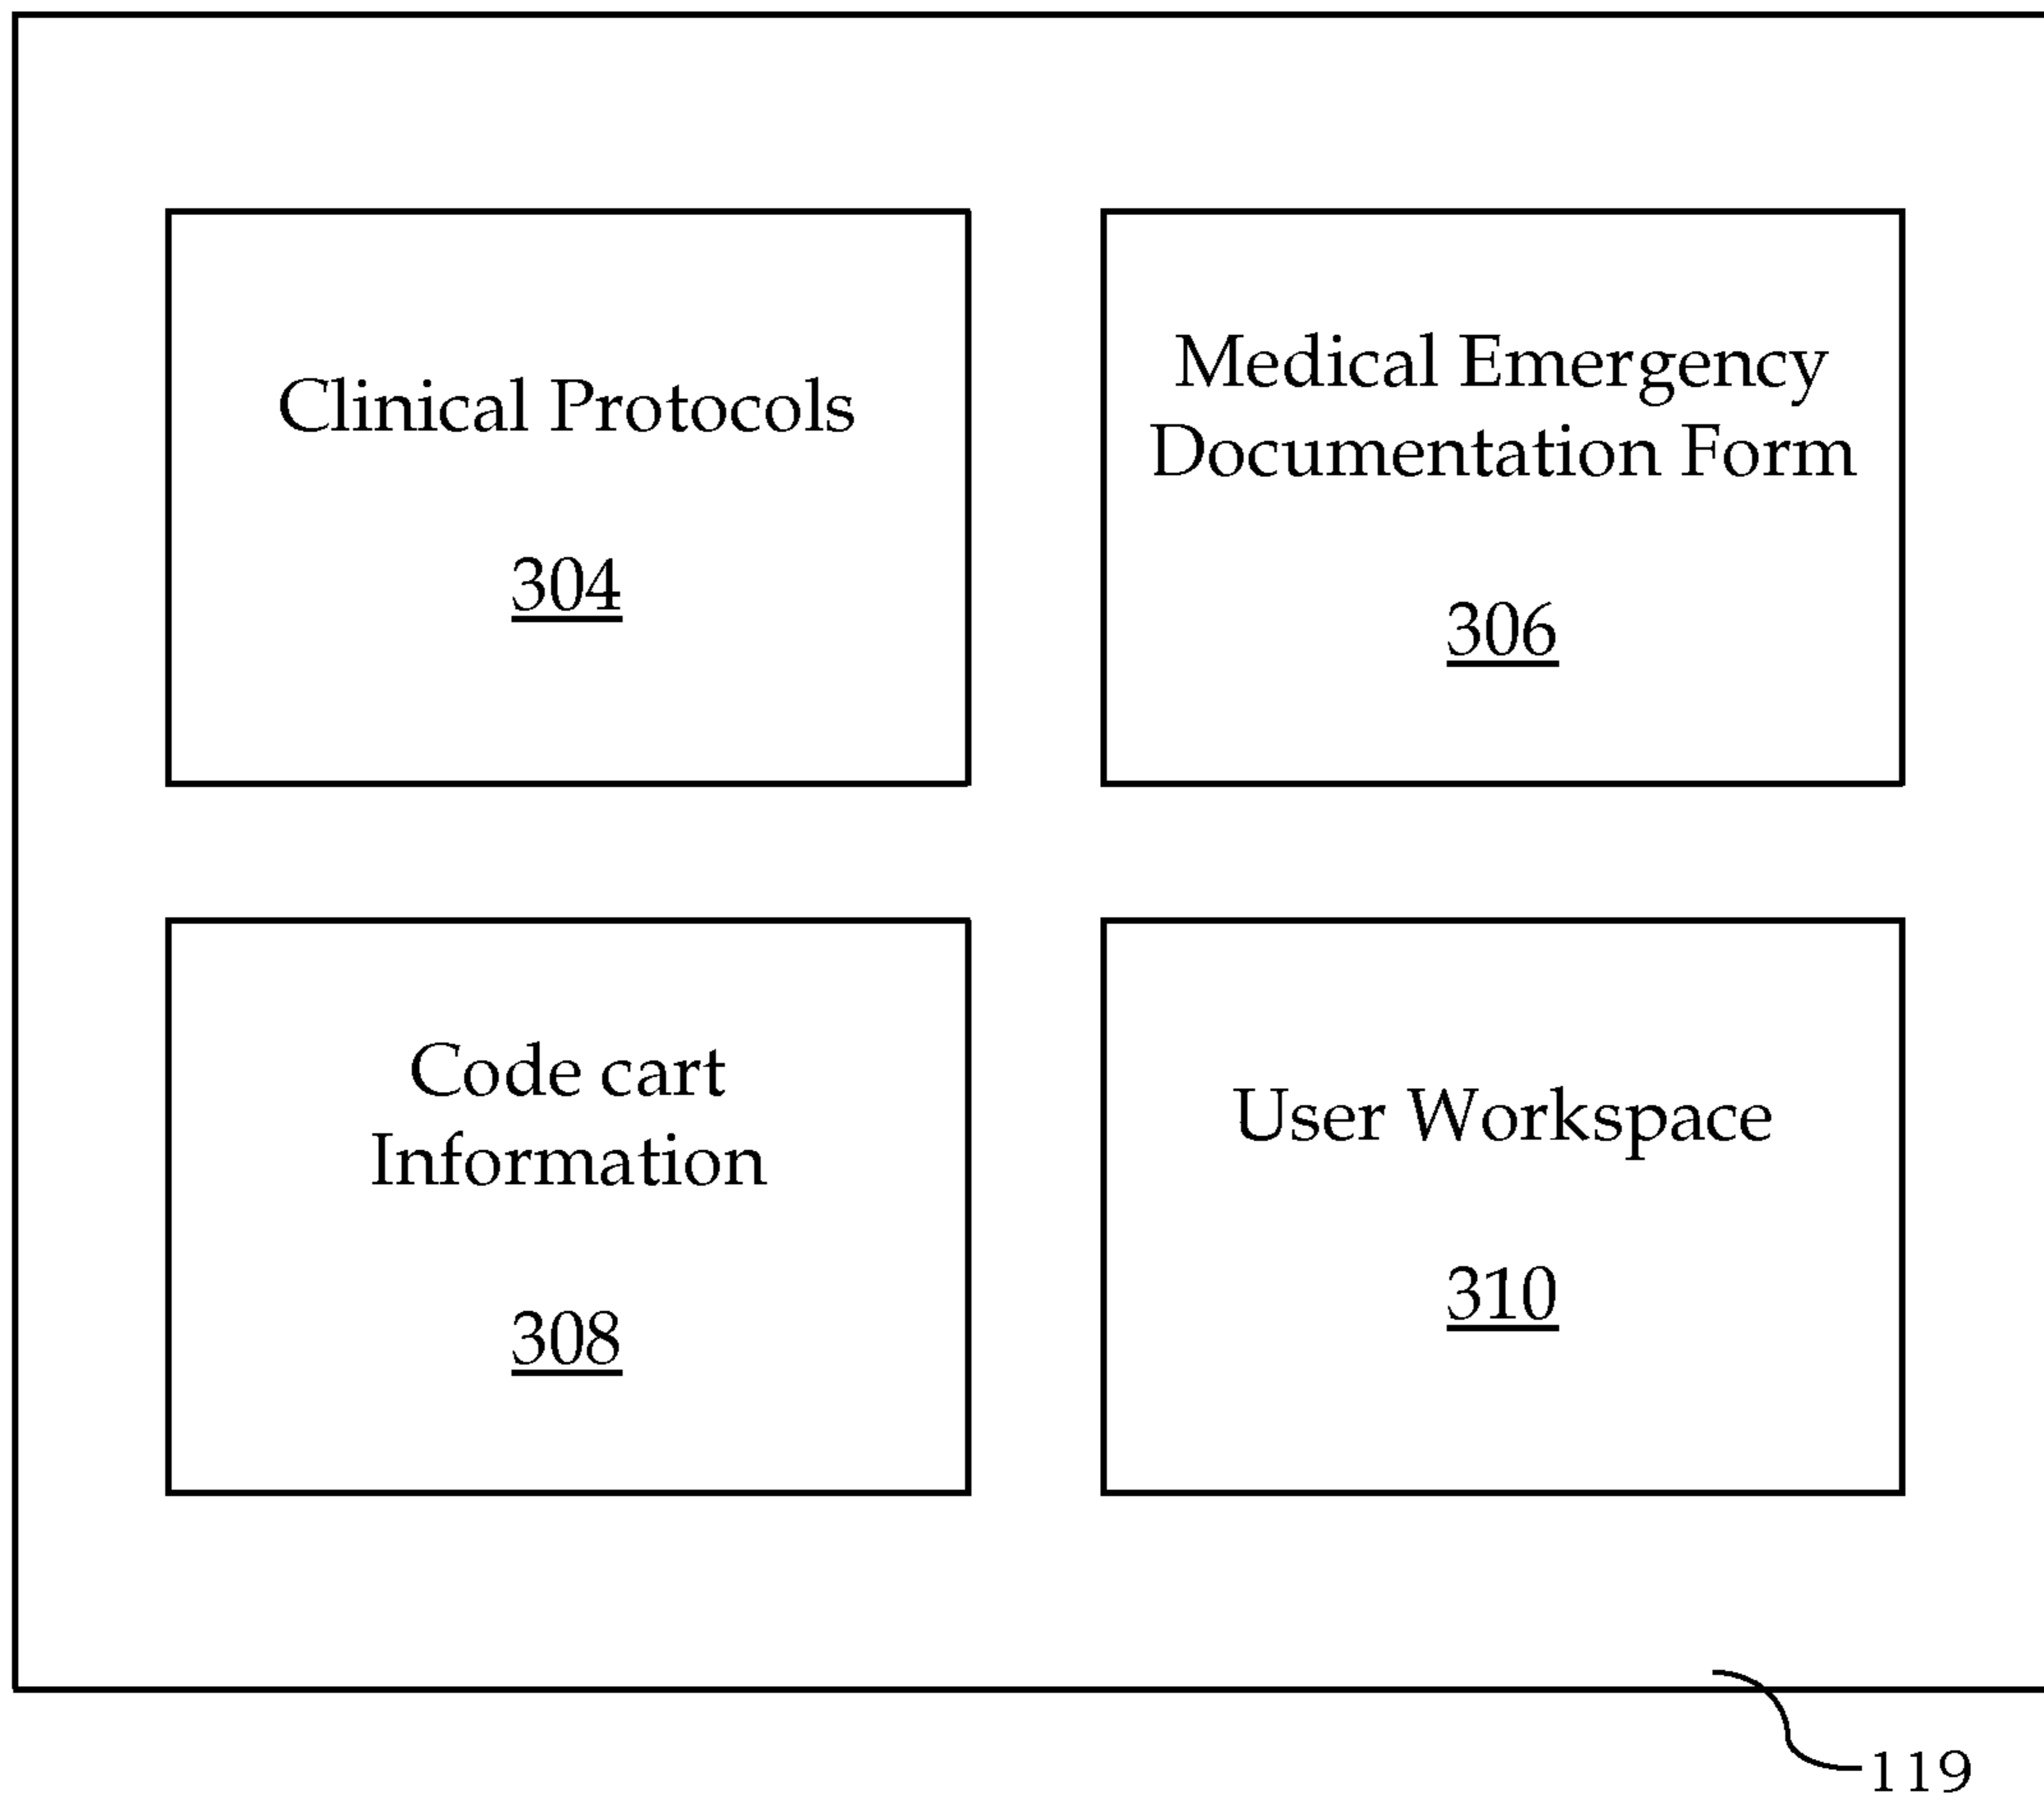 Clinical Protocols
304
Medical Emergency
Documentation Form
306
Code cart
Information
308
User Workspace
310
119